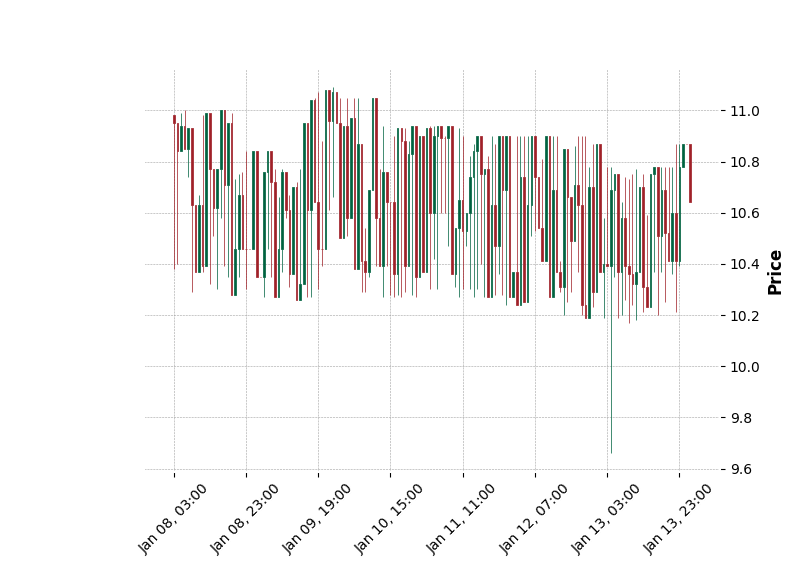 11.0
10.8
10.6
10.4
10.2
10.0
9.8
9.6
Price
Jan 08, 03:00
Jan 08, 23:00
Jan 09, 19:00
Jan 10, 15:00
Jan 11, 11:00
Jan 12, 07:00
Jan 13, 03:00
Jan 13, 23:00